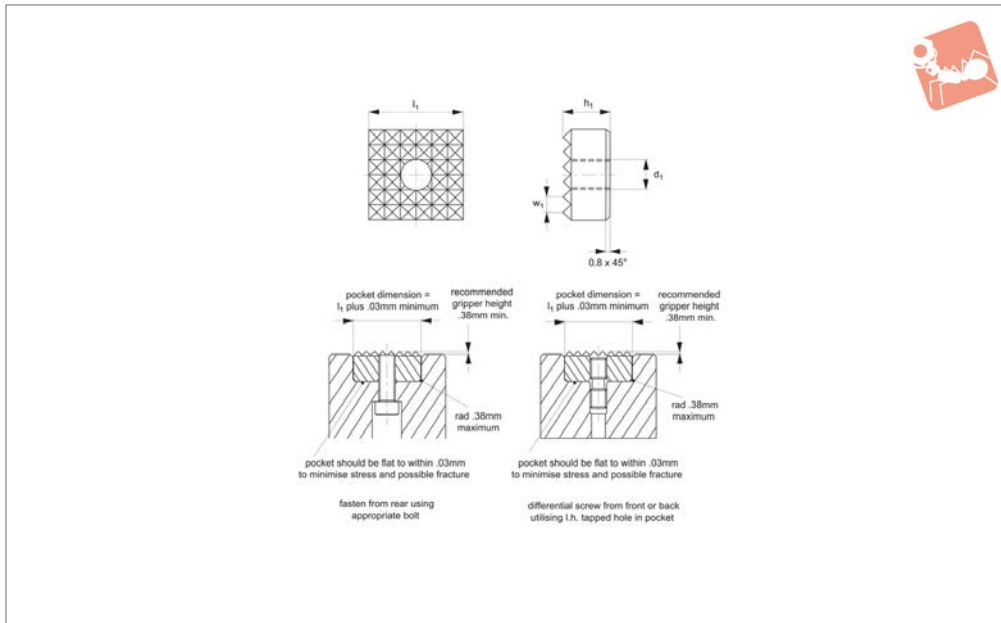 l1
h1
d1
w1
0.8 x 45°
pocket dimension =
l1 plus .03mm minimum
recommended
gripper height
.38mm min.
rad .38mm
maximum
pocket should be flat to within .03mm
to minimise stress and possible fracture
fasten from rear using
appropriate bolt
pocket dimension =
l1 plus .03mm minimum
recommended
gripper height
.38mm min.
rad .38mm
maximum
pocket should be flat to within .03mm
to minimise stress and possible fracture
differential screw from front or back
utilising l.h. tapped hole in pocket